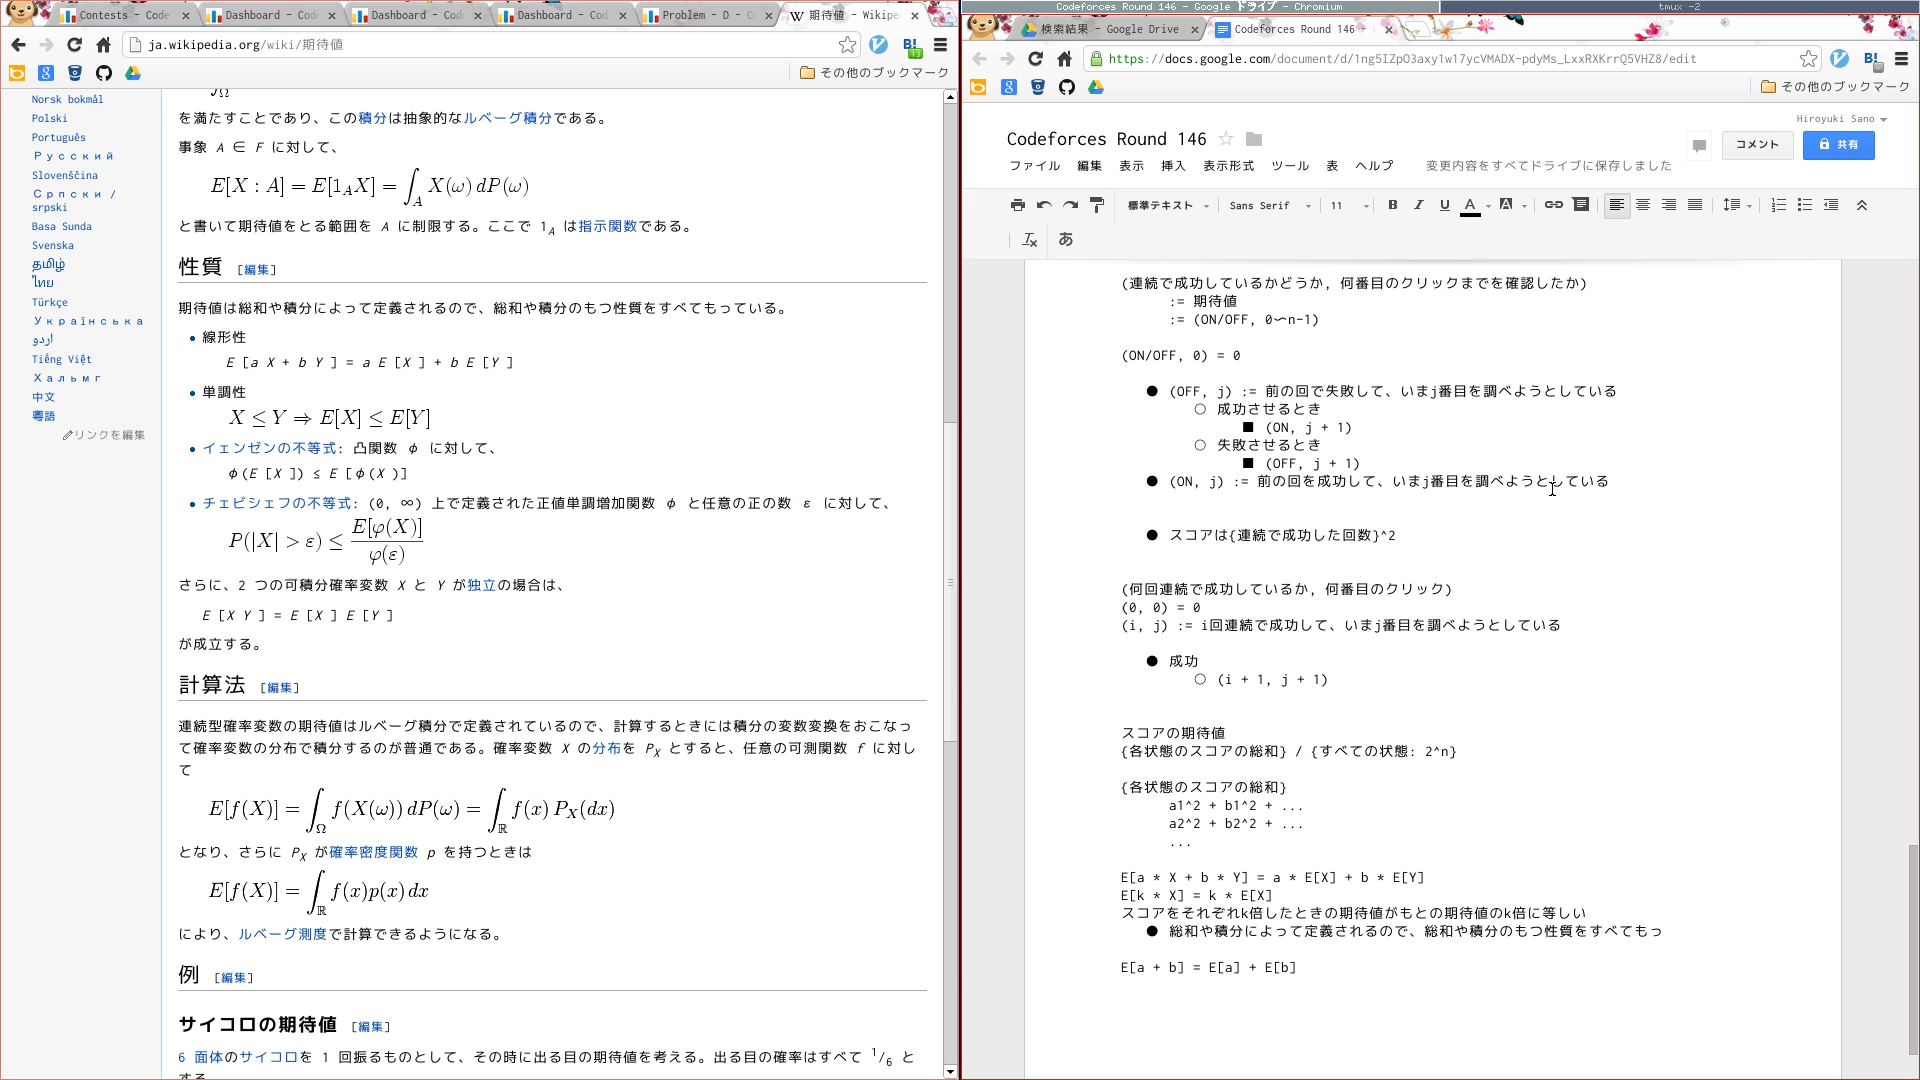 Contests - Code
Dashboard - Code
Dashboard - Code
Dashboard - Cod
Problem - D - C
期待値 - Wikipe
ja.wikipedia.org/wiki/期待値
その他のブックマーク
Norsk bokmål
Polski
Português
Русский
Slovenščina
Српски /
srpski
Basa Sunda
Svenska
தமிழ்
ไทย
Türkçe
Українська
اردو
Tiếng Việt
Хальмг
中文
粵語
リンクを編集
を満たすことであり、この積分は抽象的なルベーグ積分である。
事象 A ∈ F に対して、
E[X : A] = E[1_A X] = ∫_A X(ω) dP(ω)
と書いて期待値をとる範囲を A に制限する。ここで 1_A は指示関数である。
性質 [編集]
期待値は総和や積分によって定義されるので、総和や積分のもつ性質をすべてもっている。
• 線形性
E [a X + b Y ] = a E [X ] + b E [Y ]
• 単調性
X ≤ Y ⇒ E[X] ≤ E[Y]
• イェンゼンの不等式: 凸関数 φ に対して、
φ(E [X ]) ≤ E [φ(X )]
• チェビシェフの不等式: (0, ∞) 上で定義された正値単調増加関数 φ と任意の正の数 ε に対して、
P(|X| > ε) ≤ E[φ(X)] / φ(ε)
さらに、2 つの可積分確率変数 X と Y が独立の場合は、
E [X Y ] = E [X ] E [Y ]
が成立する。
計算法 [編集]
連続型確率変数の期待値はルベーグ積分で定義されているので、計算するときには積分の変数変換をおこなっ
て確率変数の分布で積分するのが普通である。確率変数 X の分布を P_X とすると、任意の可測関数 f に対し
て
E[f(X)] = ∫_Ω f(X(ω)) dP(ω) = ∫_ℝ f(x) P_X(dx)
となり、さらに P_X が確率密度関数 p を持つときは
E[f(X)] = ∫_ℝ f(x)p(x) dx
により、ルベーグ測度で計算できるようになる。
例 [編集]
サイコロの期待値 [編集]
6 面体のサイコロを 1 回振るものとして、その時に出る目の期待値を考える。出る目の確率はすべて 1/6 と
する
Codeforces Round 146 - Google ドライブ - Chromium
tmux -2
検索結果 - Google Drive
Codeforces Round 146 -
https://docs.google.com/document/d/1ng5IZpO3axy1w17ycVMADX-pdyMs_LxxRXKrrQ5VHZ8/edit
その他のブックマーク
Hiroyuki Sano
Codeforces Round 146
コメント
共有
ファイル 編集 表示 挿入 表示形式 ツール 表 ヘルプ 変更内容をすべてドライブに保存しました
標準テキスト Sans Serif 11 B I U A A
あ
(連続で成功しているかどうか, 何番目のクリックまでを確認したか)
:= 期待値
:= (ON/OFF, 0〜n-1)
(ON/OFF, 0) = 0
● (OFF, j) := 前の回で失敗して、いまj番目を調べようとしている
○ 成功させるとき
■ (ON, j + 1)
○ 失敗させるとき
■ (OFF, j + 1)
● (ON, j) := 前の回を成功して、いまj番目を調べようとしている
● スコアは{連続で成功した回数}^2
(何回連続で成功しているか, 何番目のクリック)
(0, 0) = 0
(i, j) := i回連続で成功して、いまj番目を調べようとしている
● 成功
○ (i + 1, j + 1)
スコアの期待値
{各状態のスコアの総和} / {すべての状態: 2^n}
{各状態のスコアの総和}
a1^2 + b1^2 + ...
a2^2 + b2^2 + ...
...
E[a * X + b * Y] = a * E[X] + b * E[Y]
E[k * X] = k * E[X]
スコアをそれぞれk倍したときの期待値がもとの期待値のk倍に等しい
● 総和や積分によって定義されるので、総和や積分のもつ性質をすべてもっ
E[a + b] = E[a] + E[b]